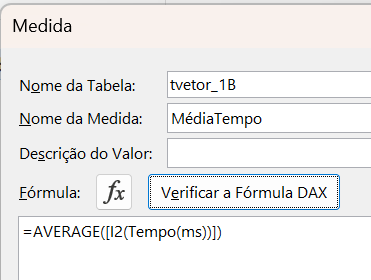 Medida
Nome da Tabela: tvetor_1B
Nome da Medida: MédiaTempo
Descrição do Valor:
Fórmula: fx Verificar a Fórmula DAX
=AVERAGE([I2(Tempo(ms))])